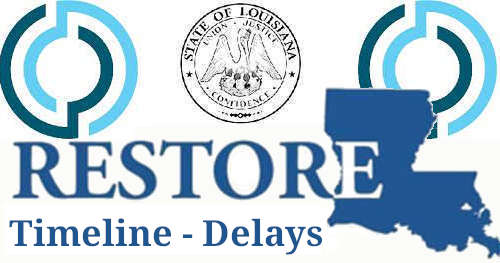 STATE OF LOUISIANA
UNION · JUSTICE
CONFIDENCE
RESTORE
Timeline - Delays